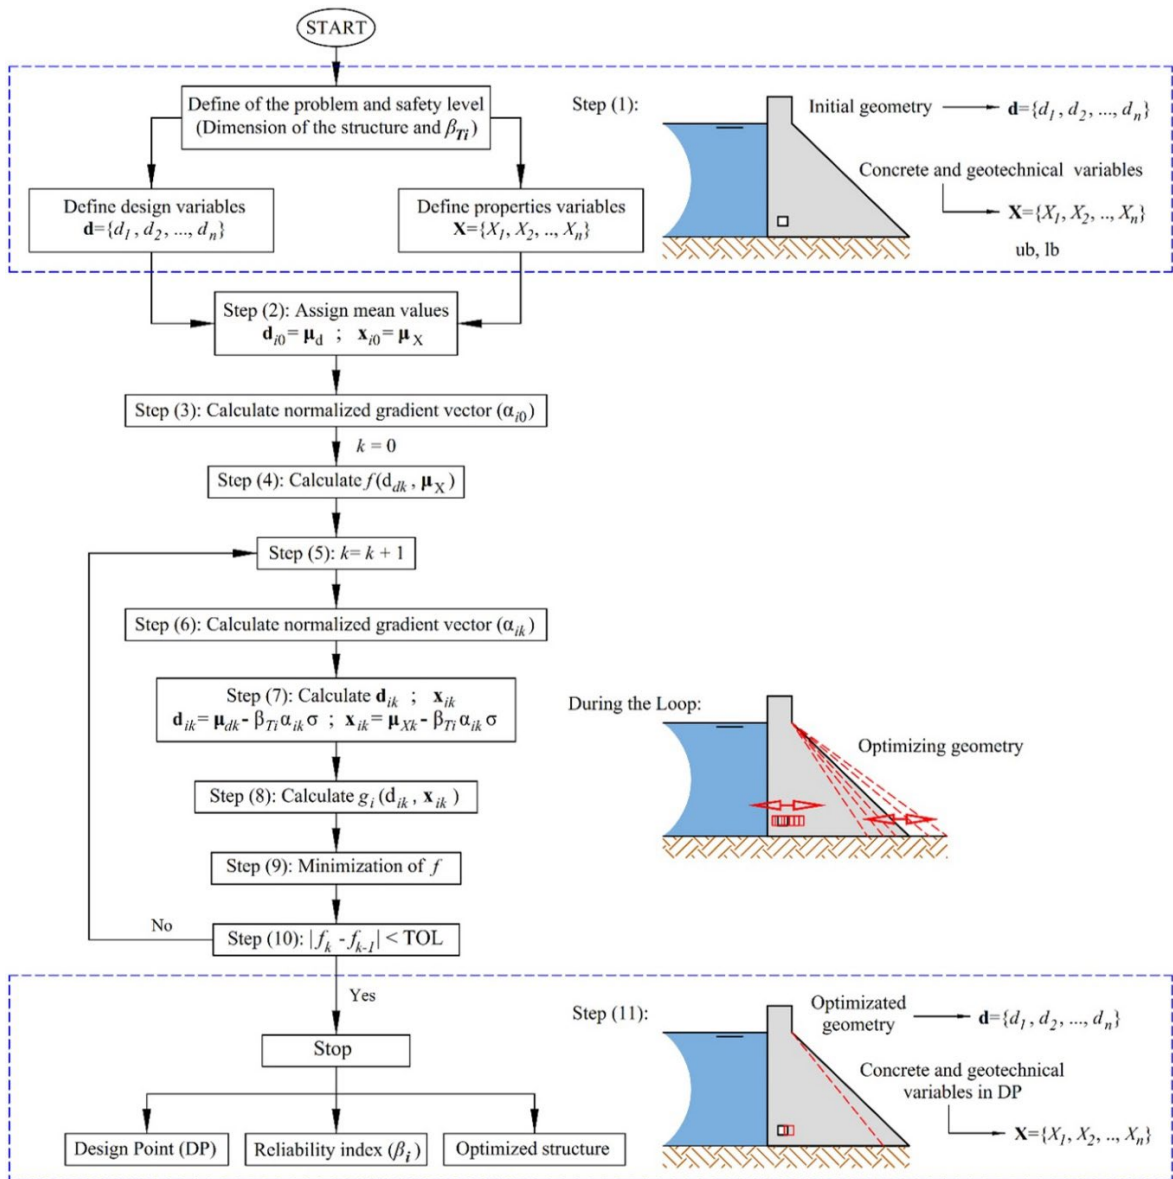 START
Define of the problem and safety level
(Dimension of the structure and β_Ti)
Define design variables
d={d_1, d_2, ..., d_n}
Define properties variables
X={X_1, X_2, .., X_n}
Step (1):
Initial geometry
d={d_1, d_2, ..., d_n}
Concrete and geotechnical variables
X={X_1, X_2, .., X_n}
ub, lb
Step (2): Assign mean values
d_i0 = μ_d ; x_i0 = μ_X
Step (3): Calculate normalized gradient vector (α_i0)
k = 0
Step (4): Calculate f(d_dk, μ_X)
Step (5): k= k + 1
Step (6): Calculate normalized gradient vector (α_ik)
Step (7): Calculate d_ik ; x_ik
d_ik = μ_dk - β_Ti α_ik σ ; x_ik = μ_Xk - β_Ti α_ik σ
During the Loop:
Optimizing geometry
Step (8): Calculate g_i (d_ik, x_ik)
Step (9): Minimization of f
No
Step (10): |f_k - f_k-1| < TOL
Yes
Stop
Design Point (DP)
Reliability index (β_i)
Optimized structure
Step (11):
Optimizated
geometry
d={d_1, d_2, ..., d_n}
Concrete and geotechnical
variables in DP
X={X_1, X_2, .., X_n}